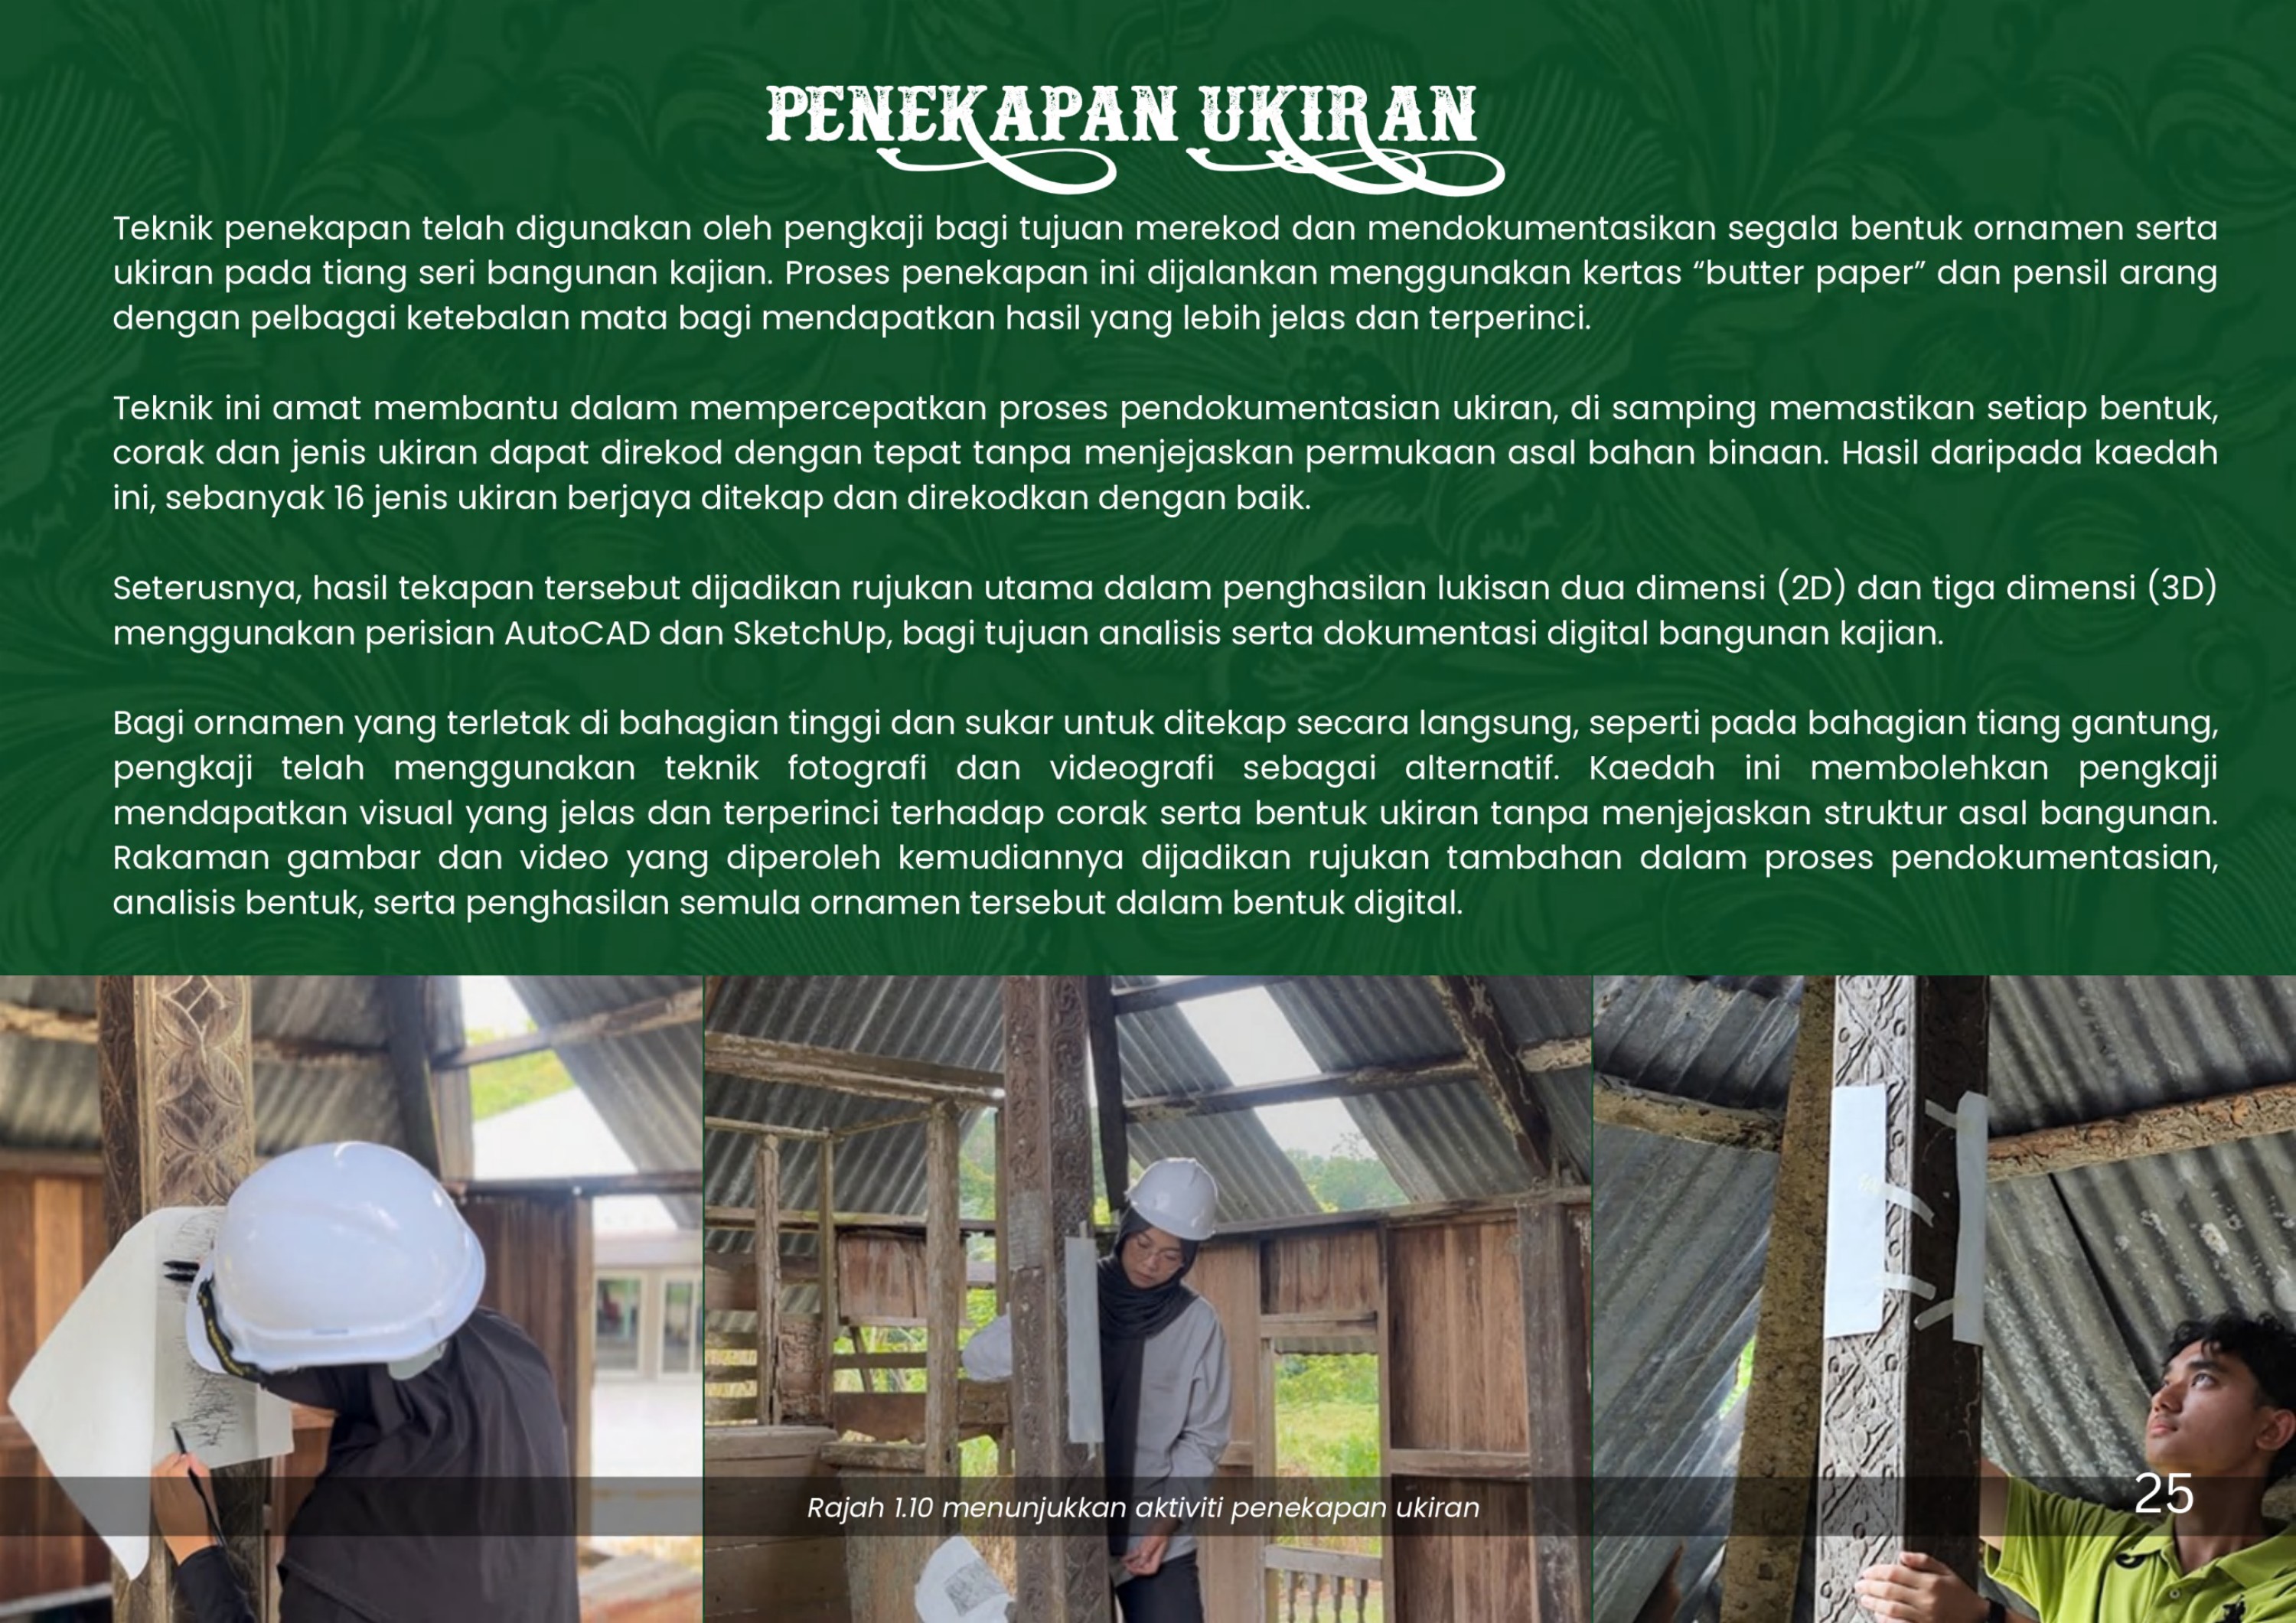 PENEKAPAN UKIRAN
Teknik penekapan telah digunakan oleh pengkaji bagi tujuan merekod dan mendokumentasikan segala bentuk ornamen serta
ukiran pada tiang seri bangunan kajian. Proses penekapan ini dijalankan menggunakan kertas “butter paper” dan pensil arang
dengan pelbagai ketebalan mata bagi mendapatkan hasil yang lebih jelas dan terperinci.
Teknik ini amat membantu dalam mempercepatkan proses pendokumentasian ukiran, di samping memastikan setiap bentuk,
corak dan jenis ukiran dapat direkod dengan tepat tanpa menjejaskan permukaan asal bahan binaan. Hasil daripada kaedah
ini, sebanyak 16 jenis ukiran berjaya ditekap dan direkodkan dengan baik.
Seterusnya, hasil tekapan tersebut dijadikan rujukan utama dalam penghasilan lukisan dua dimensi (2D) dan tiga dimensi (3D)
menggunakan perisian AutoCAD dan SketchUp, bagi tujuan analisis serta dokumentasi digital bangunan kajian.
Bagi ornamen yang terletak di bahagian tinggi dan sukar untuk ditekap secara langsung, seperti pada bahagian tiang gantung,
pengkaji telah menggunakan teknik fotografi dan videografi sebagai alternatif. Kaedah ini membolehkan pengkaji
mendapatkan visual yang jelas dan terperinci terhadap corak serta bentuk ukiran tanpa menjejaskan struktur asal bangunan.
Rakaman gambar dan video yang diperoleh kemudiannya dijadikan rujukan tambahan dalam proses pendokumentasian,
analisis bentuk, serta penghasilan semula ornamen tersebut dalam bentuk digital.
Rajah 1.10 menunjukkan aktiviti penekapan ukiran
25